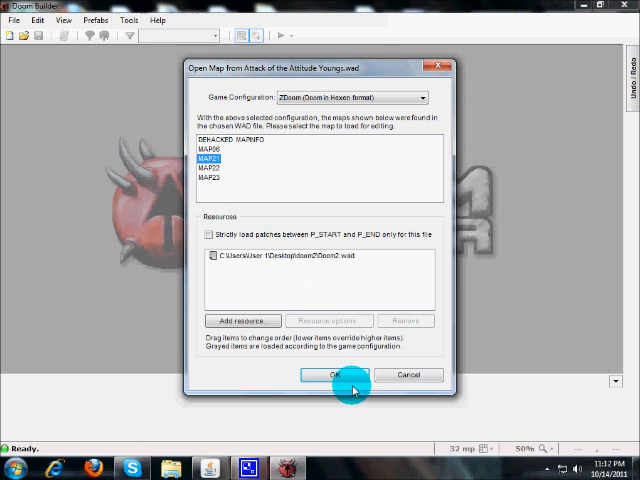 Doom Builder
File Edit View Prefabs Tools Help
Undo / Redo
Open Map from Attack of the Attitude Youngs.wad
Game Configuration: ZDoom (Doom in Hexen format)
With the above selected configuration, the maps shown below were found in
the chosen WAD file. Please select the map to load for editing.
DEHACKED MAPINFO
MAP06
MAP21
MAP22
MAP23
Resources
Strictly load patches between P_START and P_END only for this file
C:\Users\User 1\Desktop\doom2\Doom2.wad
Add resource... Resource options... Remove
Drag items to change order (lower items override higher items).
Grayed items are loaded according to the game configuration.
OK Cancel
Ready. 32 mp 50% -- , --
11:12 PM
10/14/2011